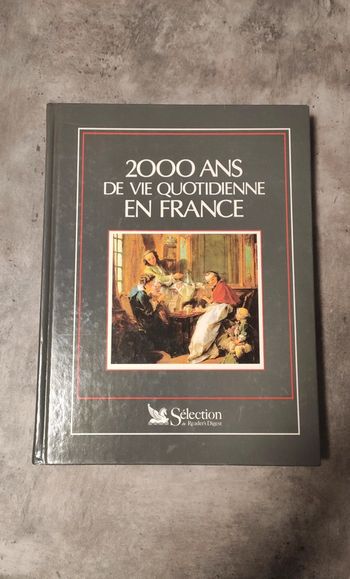 2000 ANS
DE VIE QUOTIDIENNE
EN FRANCE
Sélection
du Reader's Digest